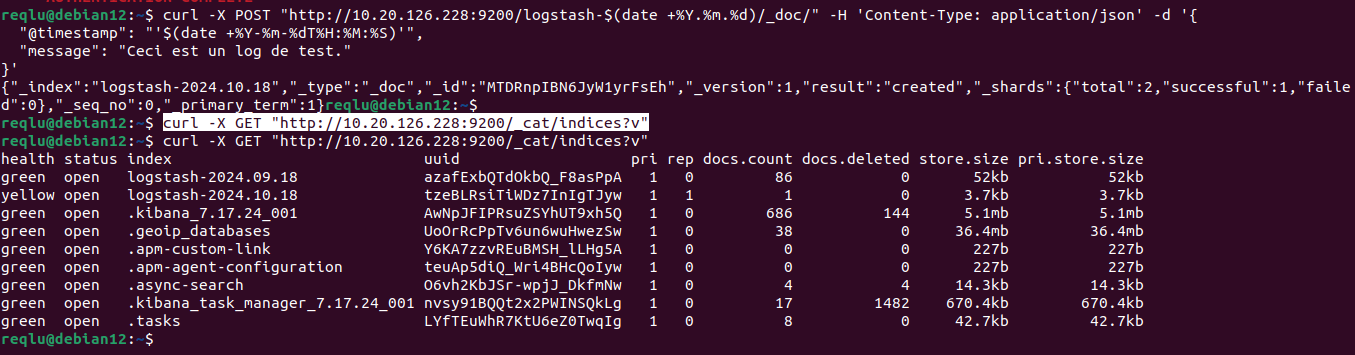 reqlu@debian12:~$ curl -X POST "http://10.20.126.228:9200/logstash-$(date +%Y.%m.%d)/_doc/" -H 'Content-Type: application/json' -d '{
  "@timestamp": "'$(date +%Y-%m-%dT%H:%M:%S)'",
  "message": "Ceci est un log de test."
}'
{"_index":"logstash-2024.10.18","_type":"_doc","_id":"MTDRnpIBN6JyW1yrFsEh","_version":1,"result":"created","_shards":{"total":2,"successful":1,"faile
d":0},"_seq_no":0,"_primary_term":1}reqlu@debian12:~$
reqlu@debian12:~$ curl -X GET "http://10.20.126.228:9200/_cat/indices?v"
reqlu@debian12:~$ curl -X GET "http://10.20.126.228:9200/_cat/indices?v"
health status index                           uuid                   pri rep docs.count docs.deleted store.size pri.store.size
green  open   logstash-2024.09.18             azafExbQTdOkbQ_F8asPpA   1   0         86            0       52kb           52kb
yellow open   logstash-2024.10.18             tzeBLRsiTiWDz7InIgTJyw   1   1          1            0      3.7kb          3.7kb
green  open   .kibana_7.17.24_001             AwNpJFIPRsuZSYhUT9xh5Q   1   0        686          144      5.1mb          5.1mb
green  open   .geoip_databases                UoOrRcPpTv6un6wuHwezSw   1   0         38            0     36.4mb         36.4mb
green  open   .apm-custom-link                Y6KA7zzvREuBMSH_lLHg5A   1   0          0            0       227b           227b
green  open   .apm-agent-configuration        teuAp5diQ_Wri4BHcQoIyw   1   0          0            0       227b           227b
green  open   .async-search                   O6vh2KbJSr-wpjJ_DkfmNw   1   0          4            4     14.3kb         14.3kb
green  open   .kibana_task_manager_7.17.24_001 nvsy91BQQt2x2PWINSQkLg   1   0         17         1482    670.4kb        670.4kb
green  open   .tasks                          LYfTEuWhR7KtU6eZ0TwqIg   1   0          8            0     42.7kb         42.7kb
reqlu@debian12:~$